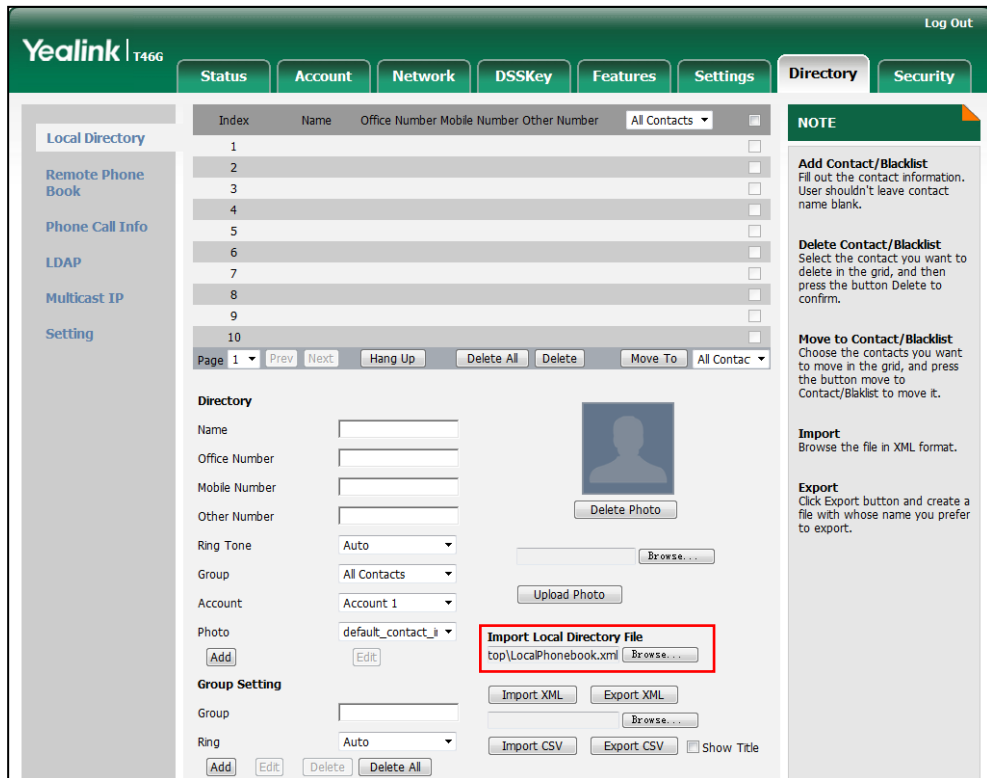 Log Out
Yealink | T46G
Status Account Network DSSKey Features Settings Directory Security
Local Directory
Remote Phone
Book
Phone Call Info
LDAP
Multicast IP
Setting
Index Name Office Number Mobile Number Other Number All Contacts
1
2
3
4
5
6
7
8
9
10
Page 1 Prev Next Hang Up Delete All Delete Move To All Contac
Directory
Name
Office Number
Mobile Number
Other Number
Ring Tone Auto
Group All Contacts
Account Account 1
Photo default_contact_i
Add Edit
Delete Photo
Browse...
Upload Photo
Import Local Directory File
top\LocalPhonebook.xml Browse...
Import XML Export XML
Browse...
Import CSV Export CSV Show Title
Group Setting
Group
Ring Auto
Add Edit Delete Delete All
NOTE
Add Contact/Blacklist
Fill out the contact information.
User shouldn't leave contact
name blank.
Delete Contact/Blacklist
Select the contact you want to
delete in the grid, and then
press the button Delete to
confirm.
Move to Contact/Blacklist
Choose the contacts you want
to move in the grid, and press
the button move to
Contact/Blaklist to move it.
Import
Browse the file in XML format.
Export
Click Export button and create a
file with whose name you prefer
to export.